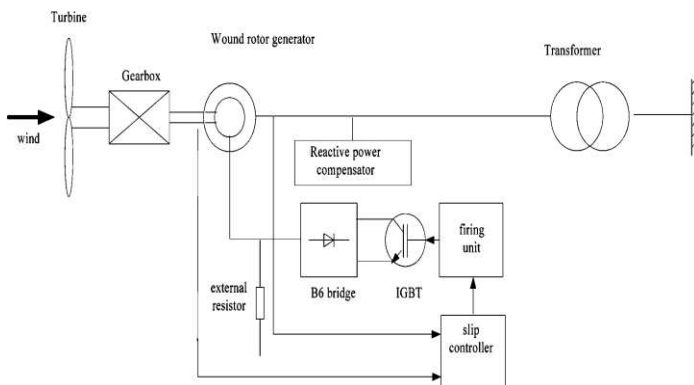 Turbine
Wound rotor generator
Transformer
Gearbox
wind
Reactive power
compensator
firing
unit
external
resistor
B6 bridge
IGBT
slip
controller